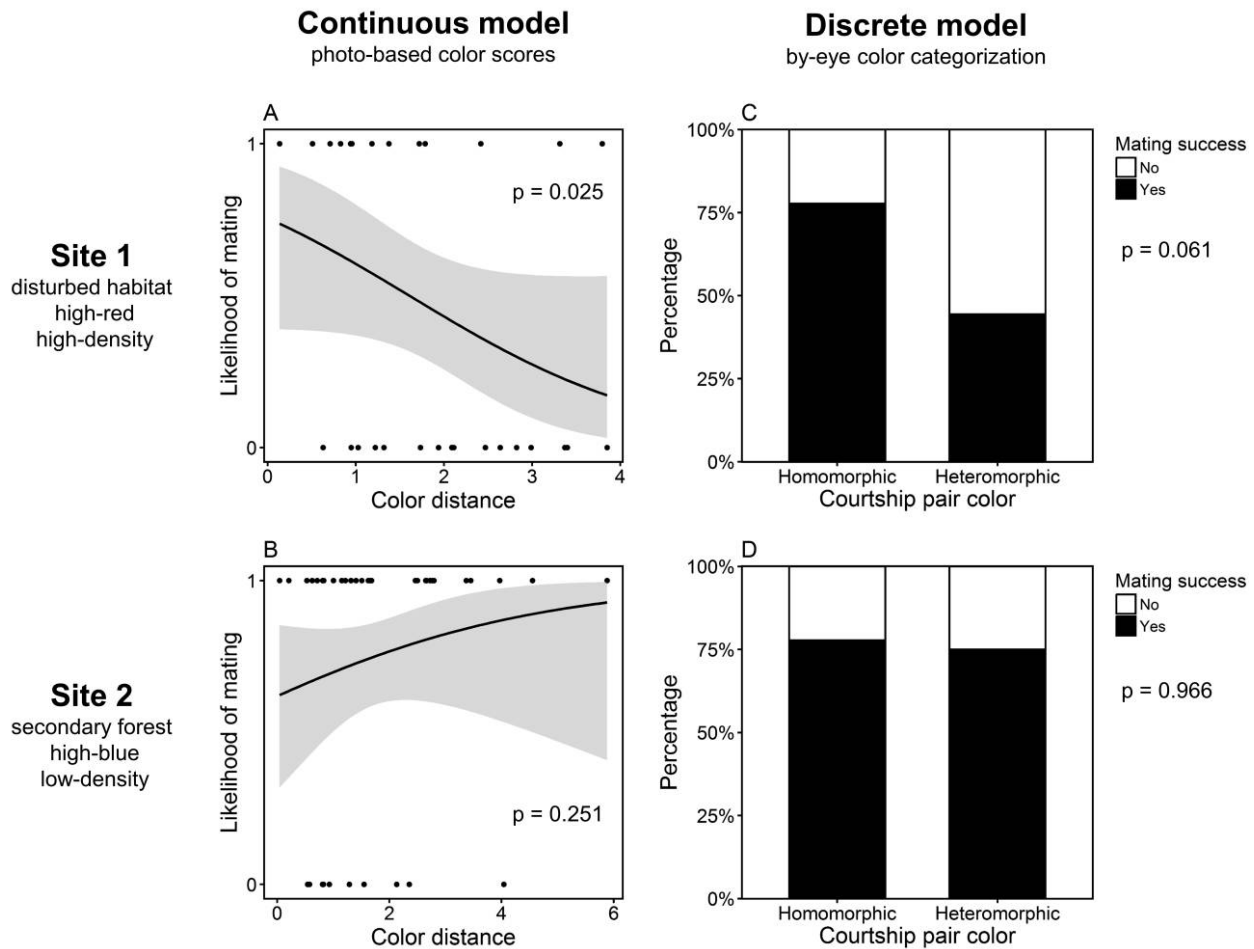 Continuous model
photo-based color scores
Discrete model
by-eye color categorization
Site 1
disturbed habitat
high-red
high-density
A
Likelihood of mating
1
0
p = 0.025
0 1 2 3 4
Color distance
C
Percentage
100%
75%
50%
25%
0%
Homomorphic Heteromorphic
Courtship pair color
Mating success
No
Yes
p = 0.061
Site 2
secondary forest
high-blue
low-density
B
Likelihood of mating
1
0
p = 0.251
0 2 4 6
Color distance
D
Percentage
100%
75%
50%
25%
0%
Homomorphic Heteromorphic
Courtship pair color
Mating success
No
Yes
p = 0.966